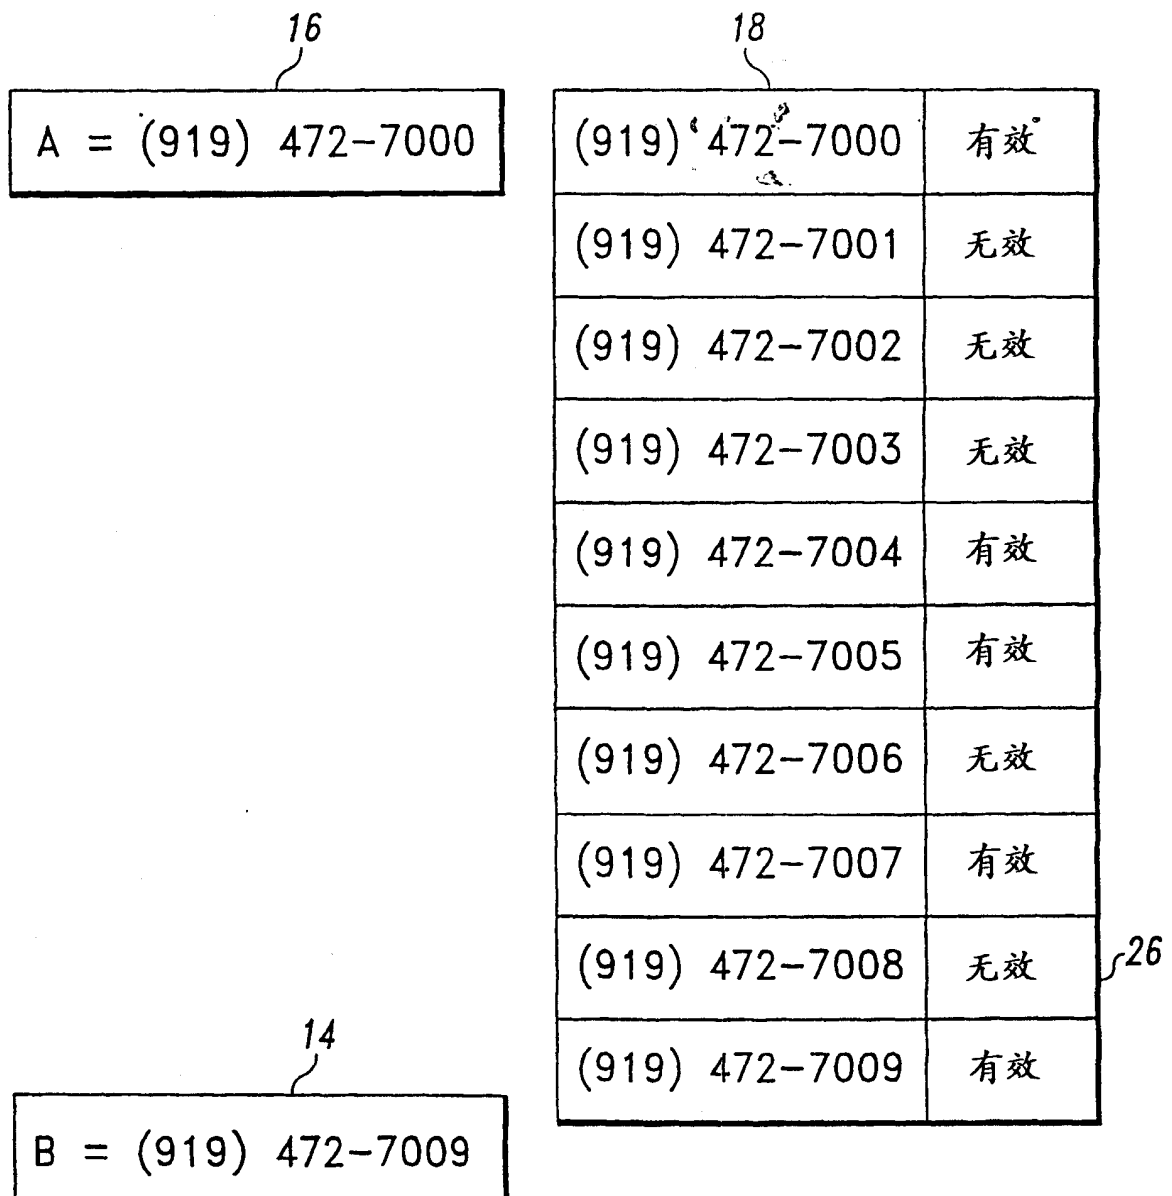 16
18
A = (919) 472-7000
(919) 472-7000 有效
(919) 472-7001 无效
(919) 472-7002 无效
(919) 472-7003 无效
(919) 472-7004 有效
(919) 472-7005 有效
(919) 472-7006 无效
(919) 472-7007 有效
(919) 472-7008 无效
26
(919) 472-7009 有效
14
B = (919) 472-7009